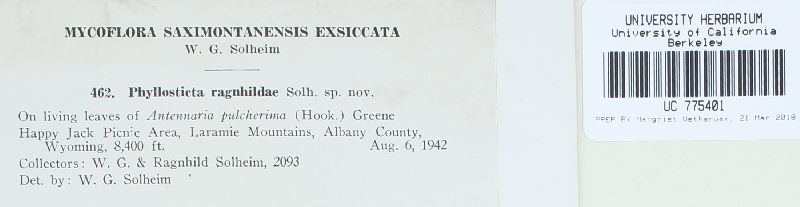 MYCOFLORA SAXIMONTANENSIS EXSICCATA
W. G. Solheim
462. Phyllosticta ragnhildae Solh. sp. nov.
On living leaves of Antennaria pulcherima (Hook.) Greene
Happy Jack Picnic Area, Laramie Mountains, Albany County,
Wyoming, 8,400 ft. Aug. 6, 1942
Collectors: W. G. & Ragnhild Solheim, 2093
Det. by: W. G. Solheim
UNIVERSITY HERBARIUM
University of California
Berkeley
UC 775401
PREP BY Margriet Wetherwax, 21 Mar 2018